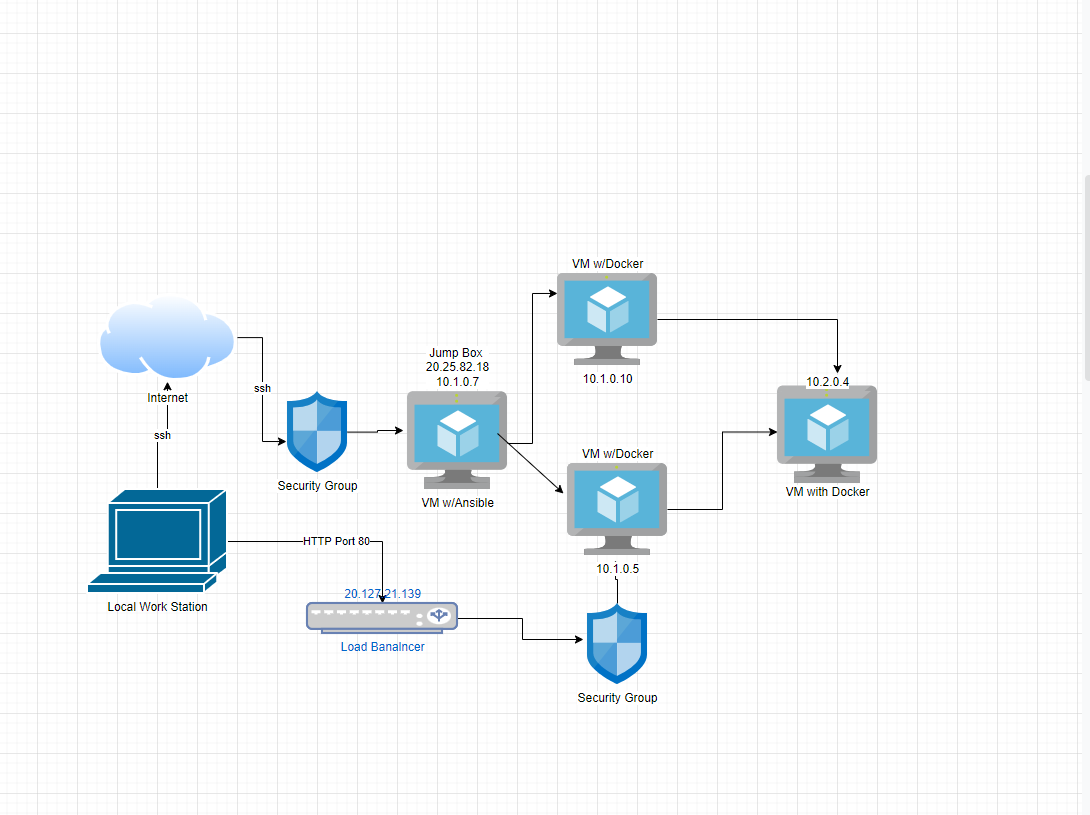 VM w/Docker
10.1.0.10
Jump Box
20.25.82.18
10.1.0.7
VM w/Ansible
10.2.0.4
VM with Docker
Internet
ssh
ssh
Security Group
VM w/Docker
10.1.0.5
HTTP Port 80
Local Work Station
20.127.21.139
Load Banalncer
Security Group